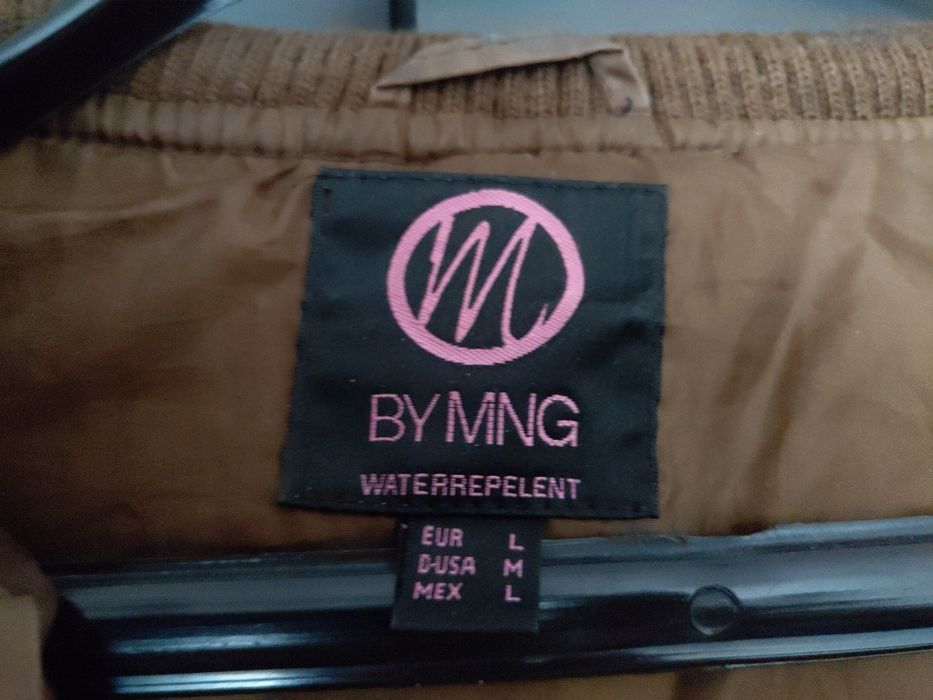 M
BY MNG
WATERREPELENT
EUR L
D-USA M
MEX L